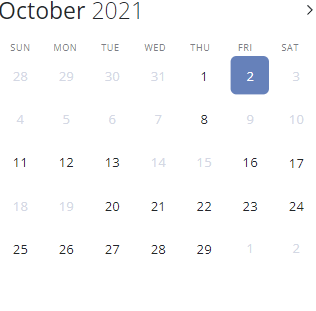 October 2021
SUN MON TUE WED THU FRI SAT
28 29 30 31 1 2 3
4 5 6 7 8 9 10
11 12 13 14 15 16 17
18 19 20 21 22 23 24
25 26 27 28 29 1 2